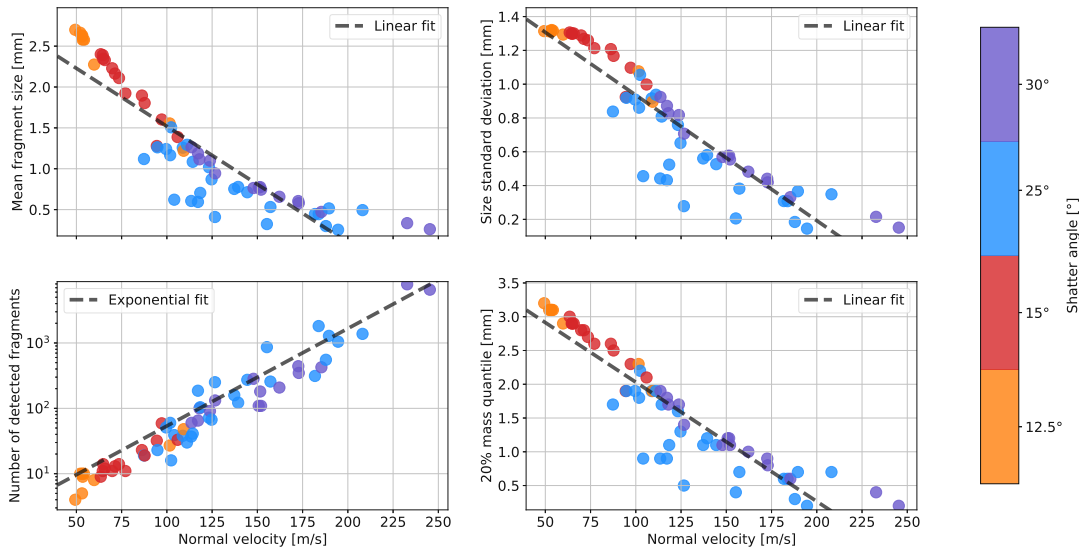 Mean fragment size [mm]
2.5
2.0
1.5
1.0
0.5
Linear fit
Size standard deviation [mm]
1.4
1.2
1.0
0.8
0.6
0.4
0.2
Linear fit
Number of detected fragments
10³
10²
10¹
Exponential fit
50 75 100 125 150 175 200 225 250
Normal velocity [m/s]
20% mass quantile [mm]
3.5
3.0
2.5
2.0
1.5
1.0
0.5
Linear fit
50 75 100 125 150 175 200 225 250
Normal velocity [m/s]
30°
25°
15°
12.5°
Shatter angle [°]